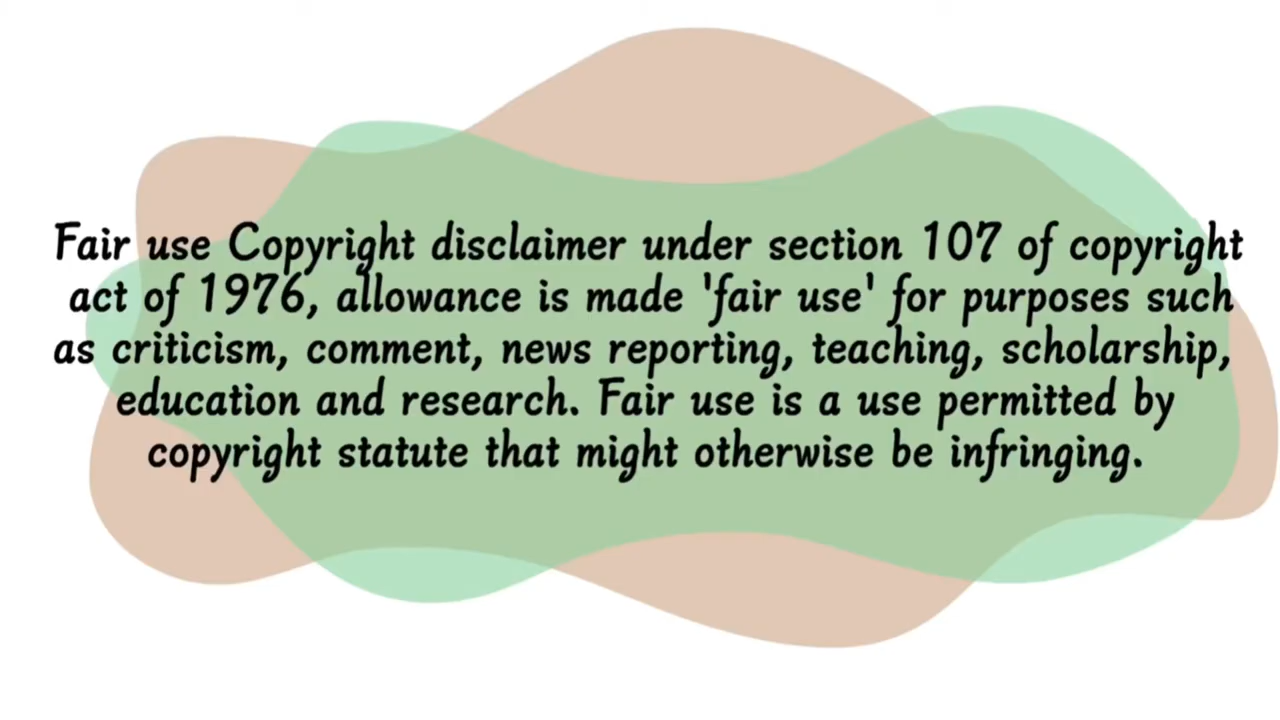 Fair use Copyright disclaimer under section 107 of copyright
act of 1976, allowance is made 'fair use' for purposes such
as criticism, comment, news reporting, teaching, scholarship,
education and research. Fair use is a use permitted by
copyright statute that might otherwise be infringing.